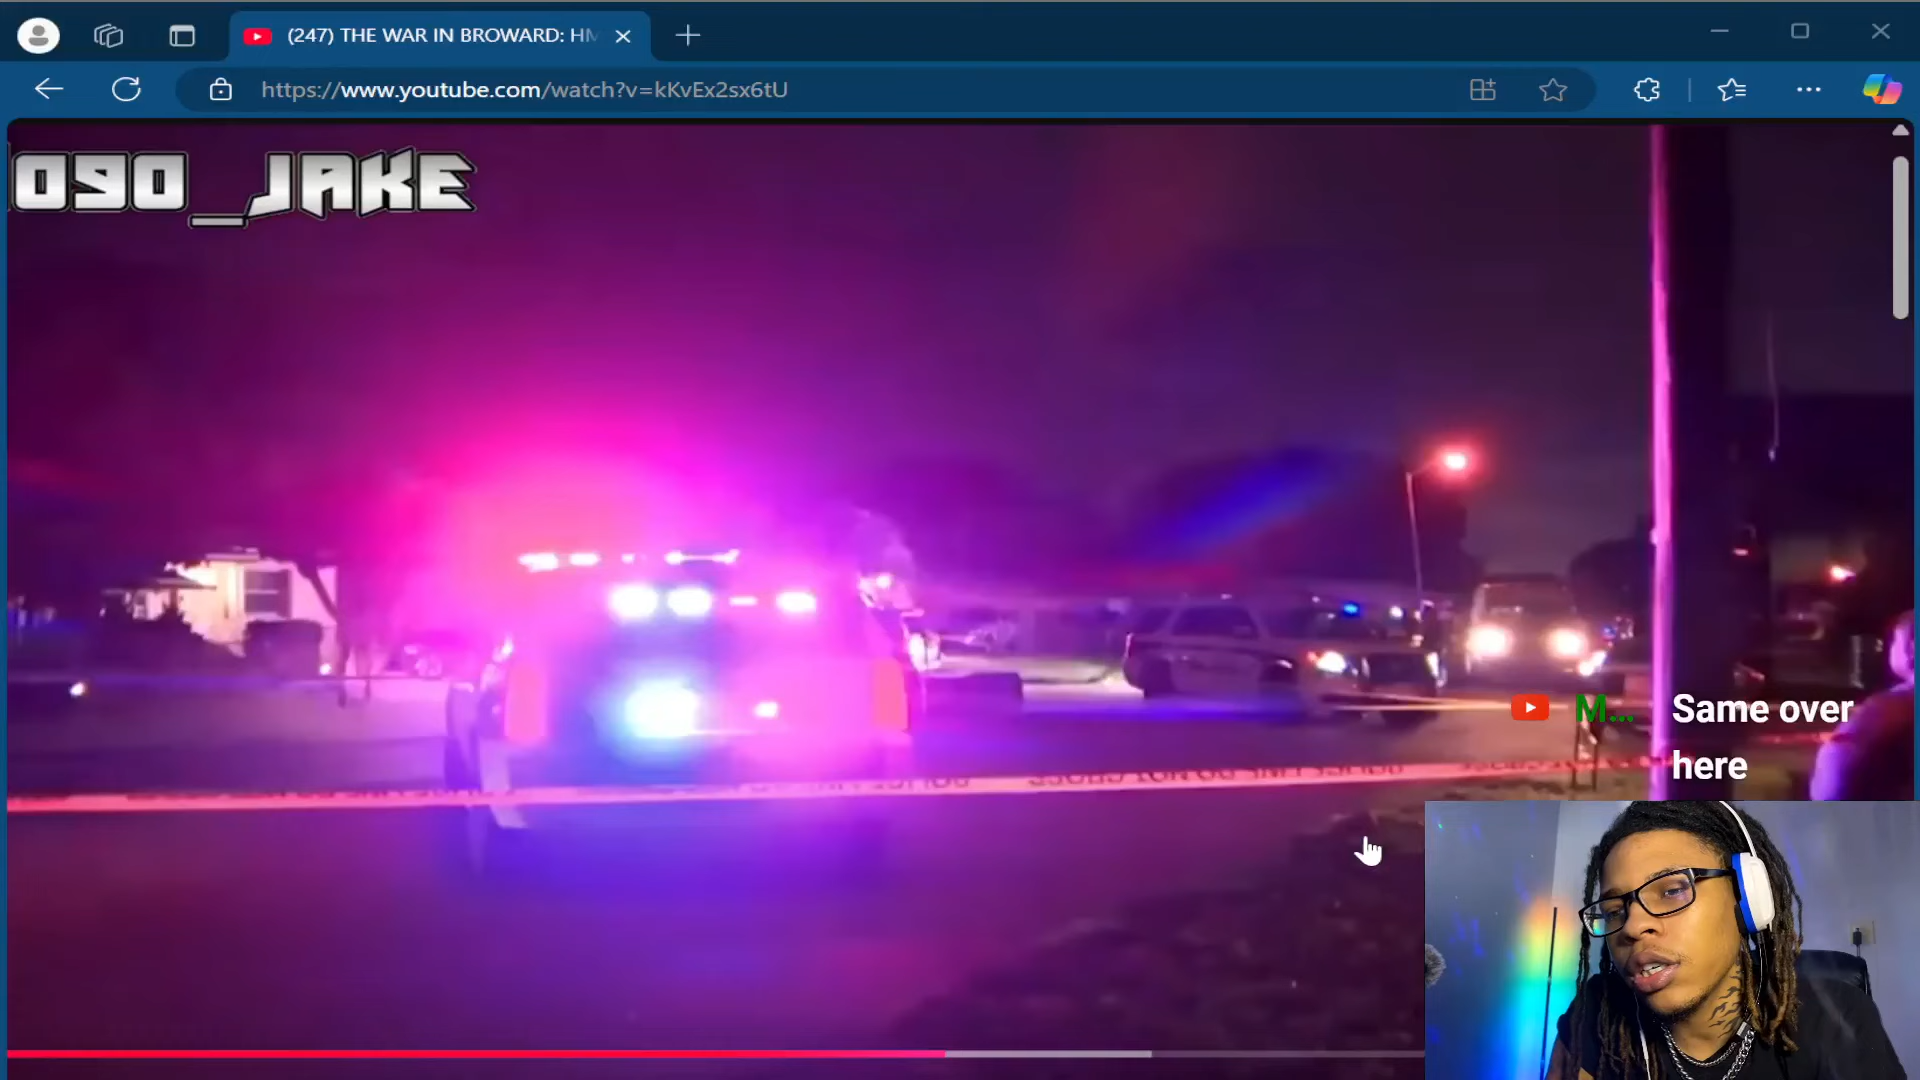 (247) THE WAR IN BROWARD: HM
https://www.youtube.com/watch?v=kKvEx2sx6tU
090_JAKE
M... Same over
here